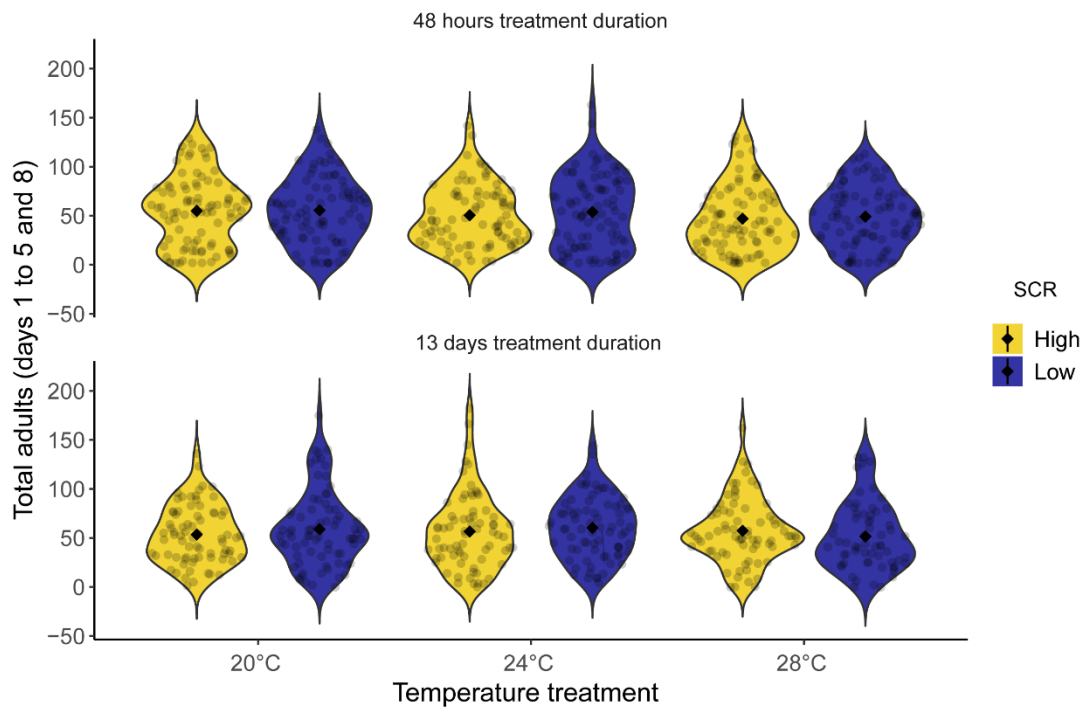 48 hours treatment duration
200
150
100
50
0
−50
13 days treatment duration
200
150
100
50
0
−50
Total adults (days 1 to 5 and 8)
20°C 24°C 28°C
Temperature treatment
SCR
High
Low